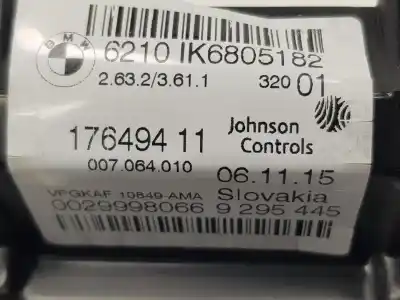 BMW
6210 IK6805182
2.63.2/3.61.1 320 01
176494 11 Johnson
Controls
007.064.010 06.11.15
VPGKAF 10849-AMA Slovakia
0029998066 9 295 445